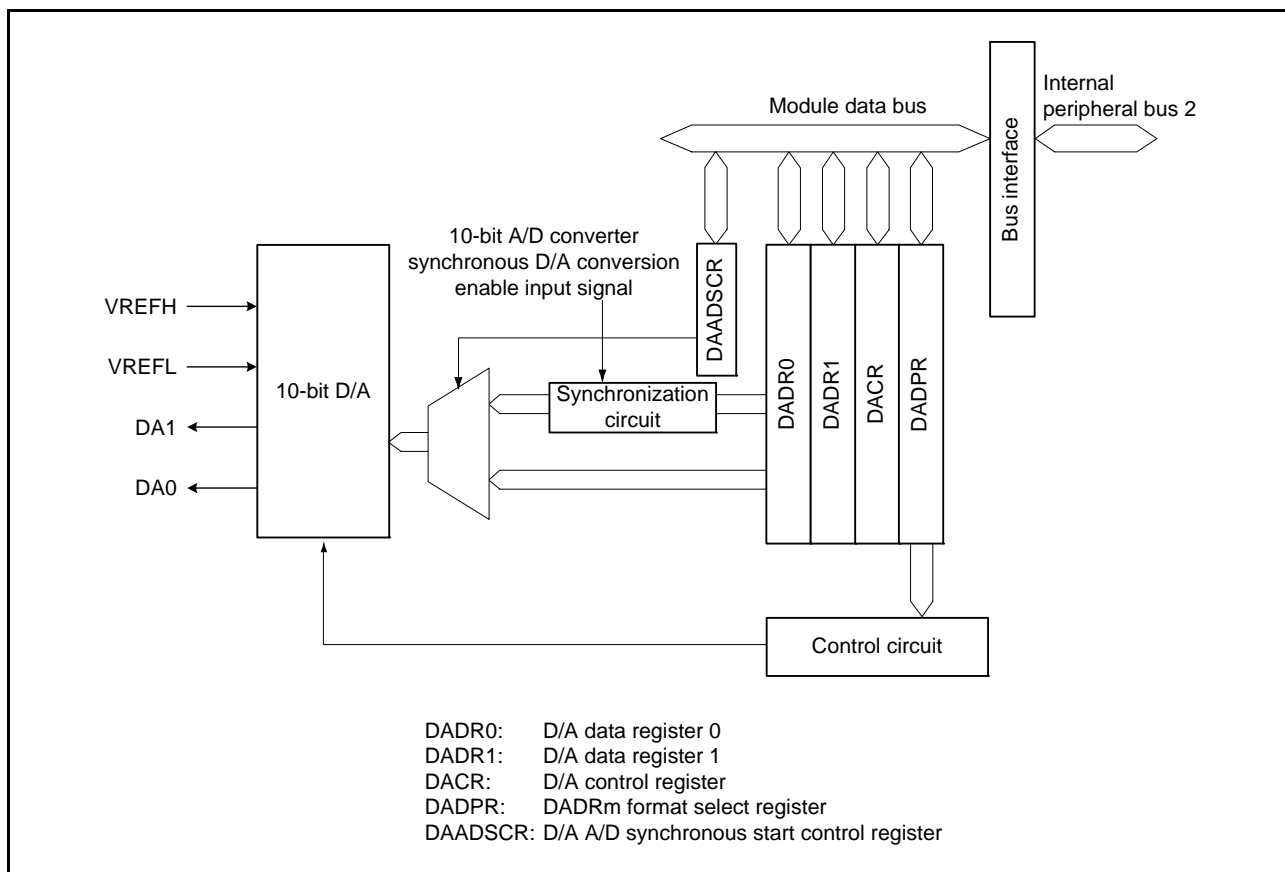 Module data bus
Internal
peripheral bus 2
Bus interface
10-bit A/D converter
synchronous D/A conversion
enable input signal
DAADSCR
VREFH
VREFL
DA1
DA0
10-bit D/A
Synchronization
circuit
DADR0
DADR1
DACR
DADPR
Control circuit
DADR0: D/A data register 0
DADR1: D/A data register 1
DACR: D/A control register
DADPR: DADRm format select register
DAADSCR: D/A A/D synchronous start control register